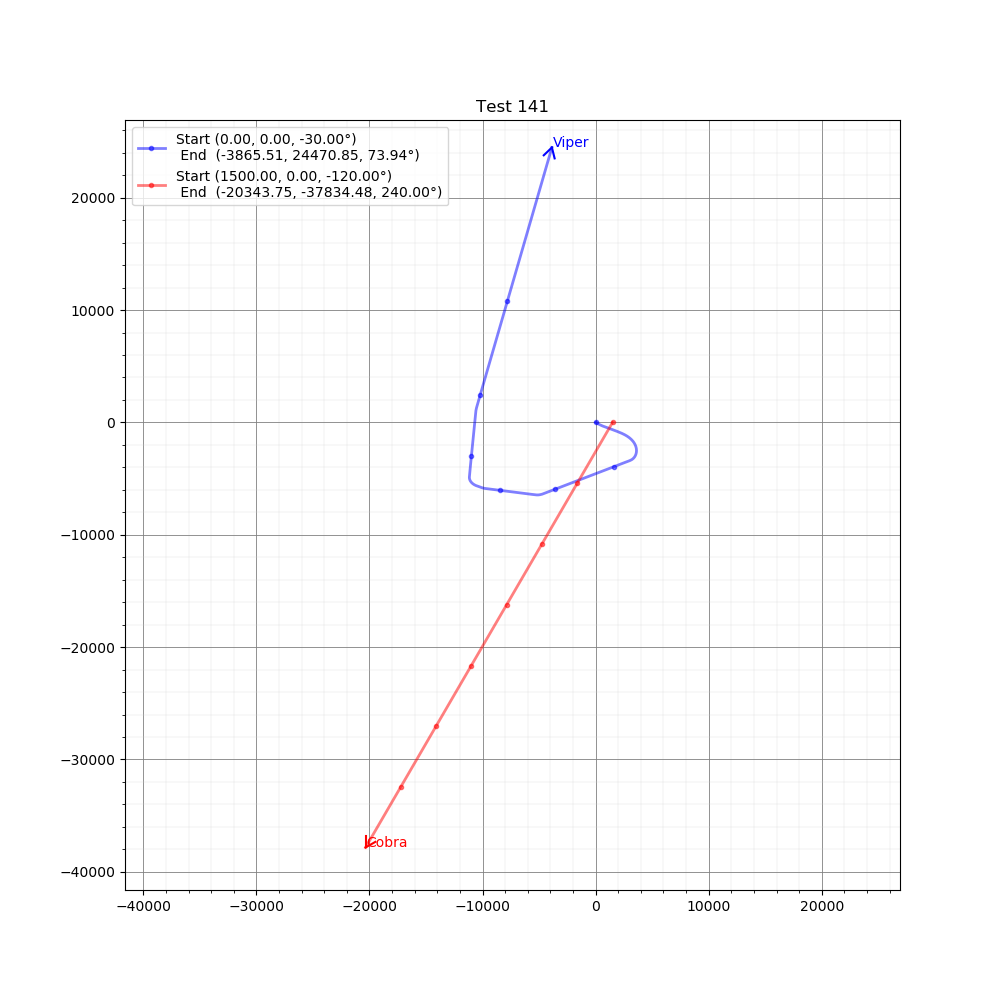 Test 141
Start (0.00, 0.00, -30.00°)
End (-3865.51, 24470.85, 73.94°)
Start (1500.00, 0.00, -120.00°)
End (-20343.75, -37834.48, 240.00°)
Viper
Cobra
20000
10000
0
−10000
−20000
−30000
−40000
−40000 −30000 −20000 −10000 0 10000 20000